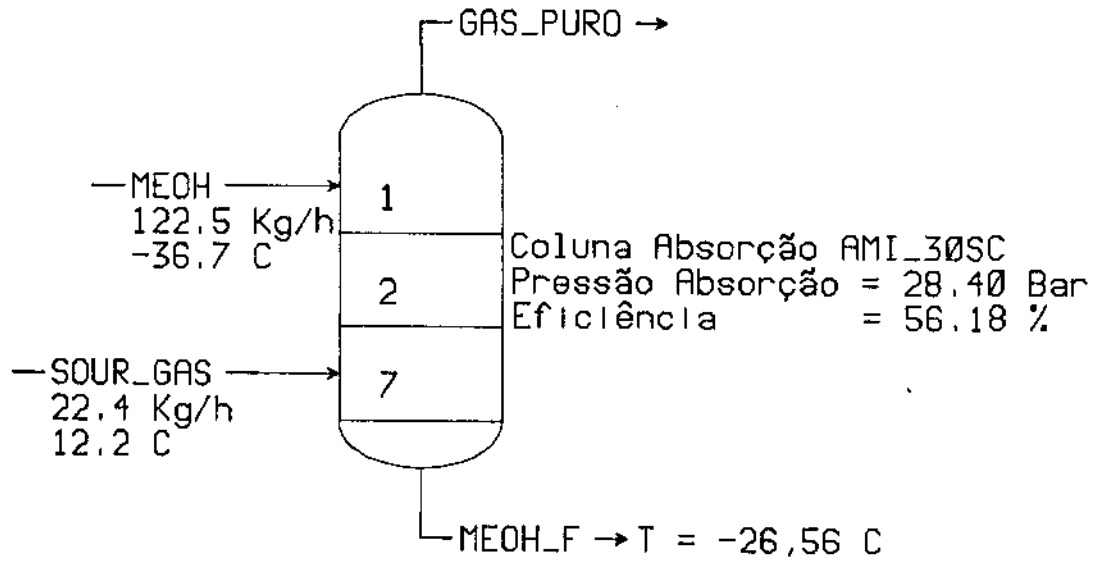 GAS_PURO →
MEOH
122.5 Kg/h
-36.7 C
1
Coluna Absorção AMI_30SC
Pressão Absorção = 28.40 Bar
Eficiência = 56.18 %
2
SOUR_GAS
22.4 Kg/h
12.2 C
7
MEOH_F → T = -26,56 C